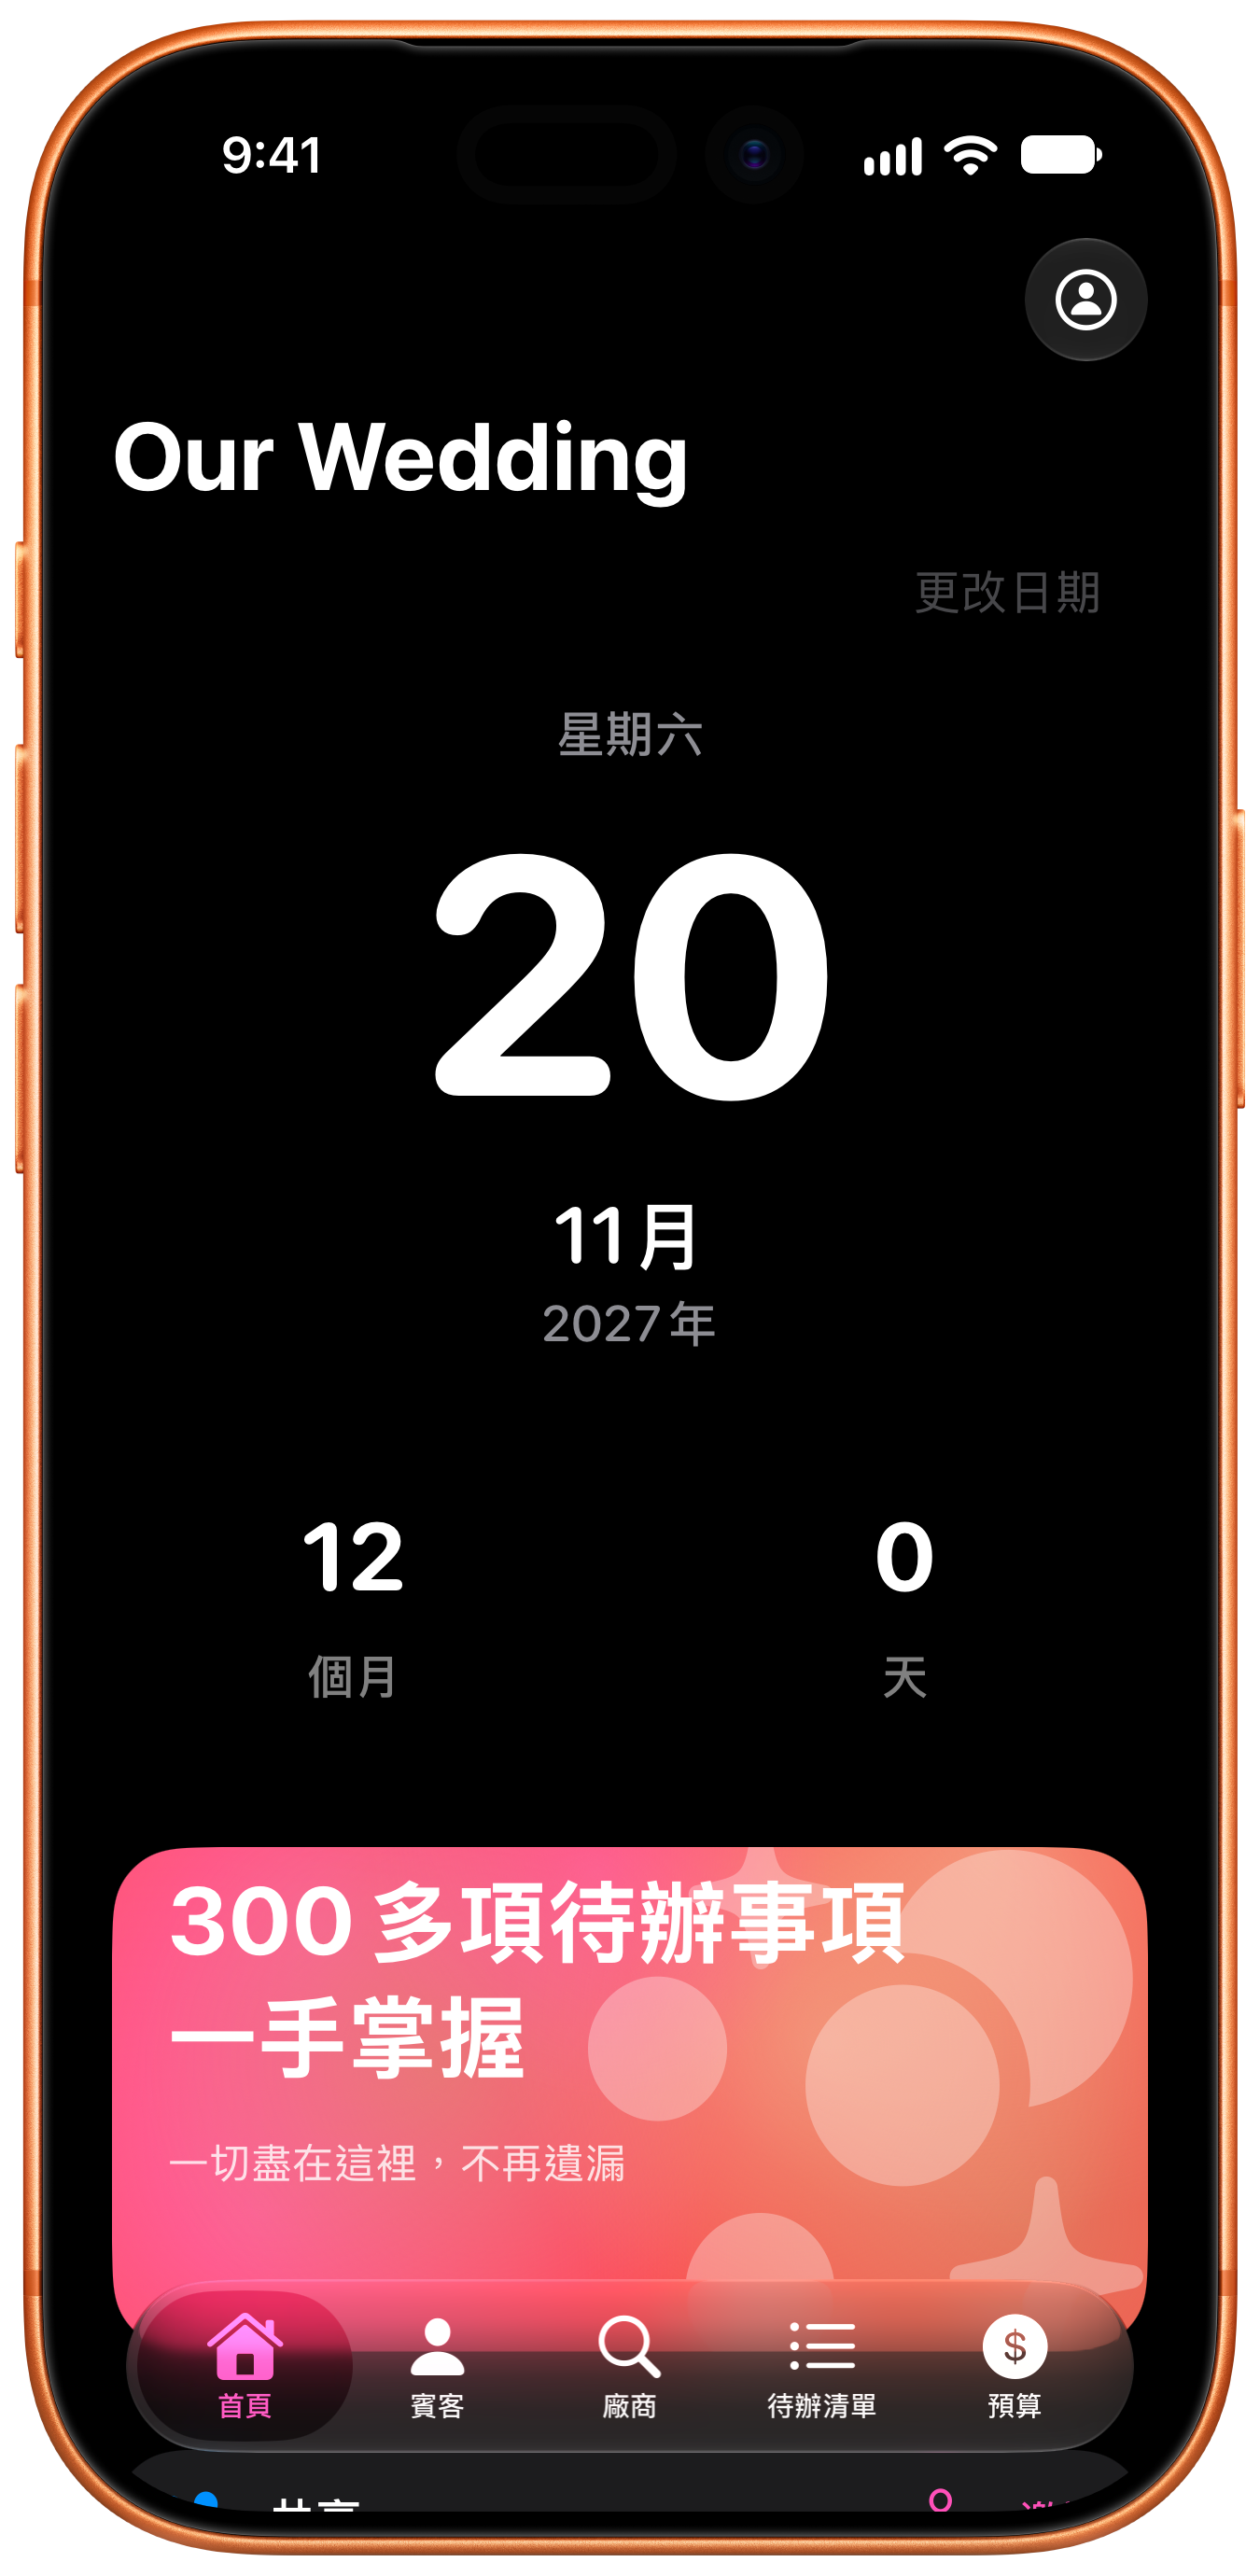 9:41
Our Wedding
更改日期
星期六
20
11月
2027年
12
0
個月
天
300多項待辦事項
一手掌握
一切盡在這裡，不再遺漏
首頁
賓客
廠商
待辦清單
$
預算